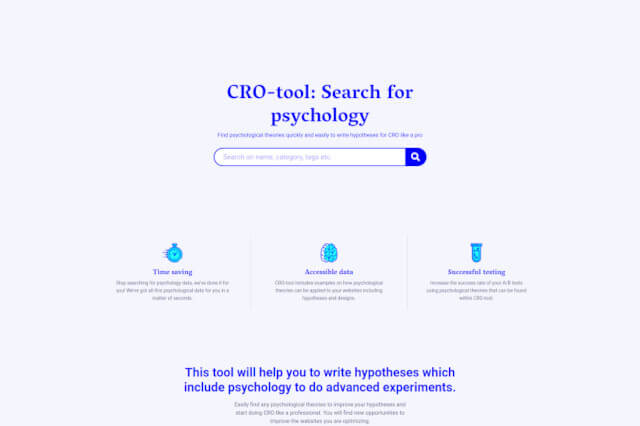 CRO-tool: Search for
psychology
Find psychological theories quickly and easily to write hypotheses for CRO like a pro
Search on name, category, tags etc.
Time saving
Stop searching for psychology data, we've done it for
you! We've got all this psychological data for you in a
matter of seconds.
Accessible data
CRO-tool includes examples on how psychological
theories can be applied to your websites including
hypotheses and designs.
Successful testing
Increase the success rate of your A/B tests
using psychological theories that can be found
within CRO-tool.
This tool will help you to write hypotheses which
include psychology to do advanced experiments.
Easily find any psychological theories to improve your hypotheses and
start doing CRO like a professional. You will find new opportunities to
improve the websites you are optimizing.